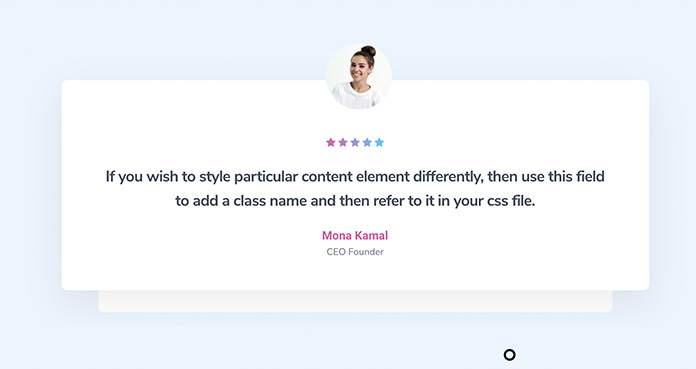 If you wish to style particular content element differently, then use this field
to add a class name and then refer to it in your css file.
Mona Kamal
CEO Founder